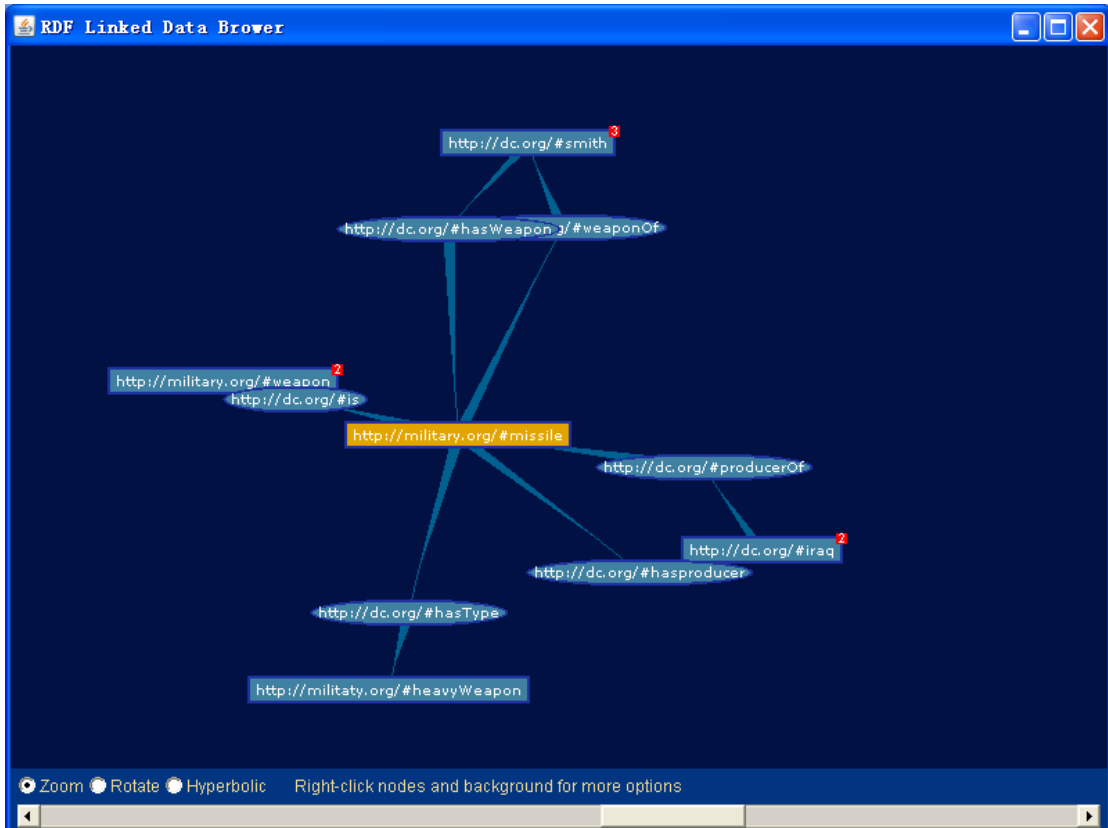 RDF Linked Data Brower
3
http://dc.org/#smith
http://dc.org/#hasWeapon
g/#weaponOf
2
http://military.org/#weapon
http://dc.org/#is
http://military.org/#missile
http://dc.org/#producerOf
2
http://dc.org/#iraq
http://dc.org/#hasproducer
http://dc.org/#hasType
http://militaty.org/#heavyWeapon
Zoom Rotate Hyperbolic Right-click nodes and background for more options